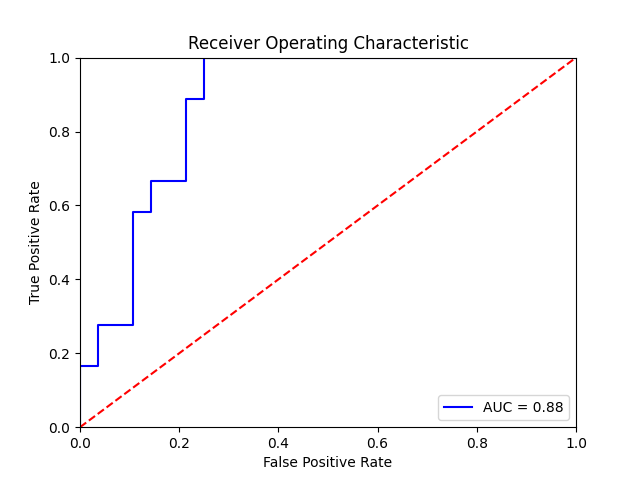 Receiver Operating Characteristic
True Positive Rate
1.0
0.8
0.6
0.4
0.2
0.0
AUC = 0.88
0.0 0.2 0.4 0.6 0.8 1.0
False Positive Rate